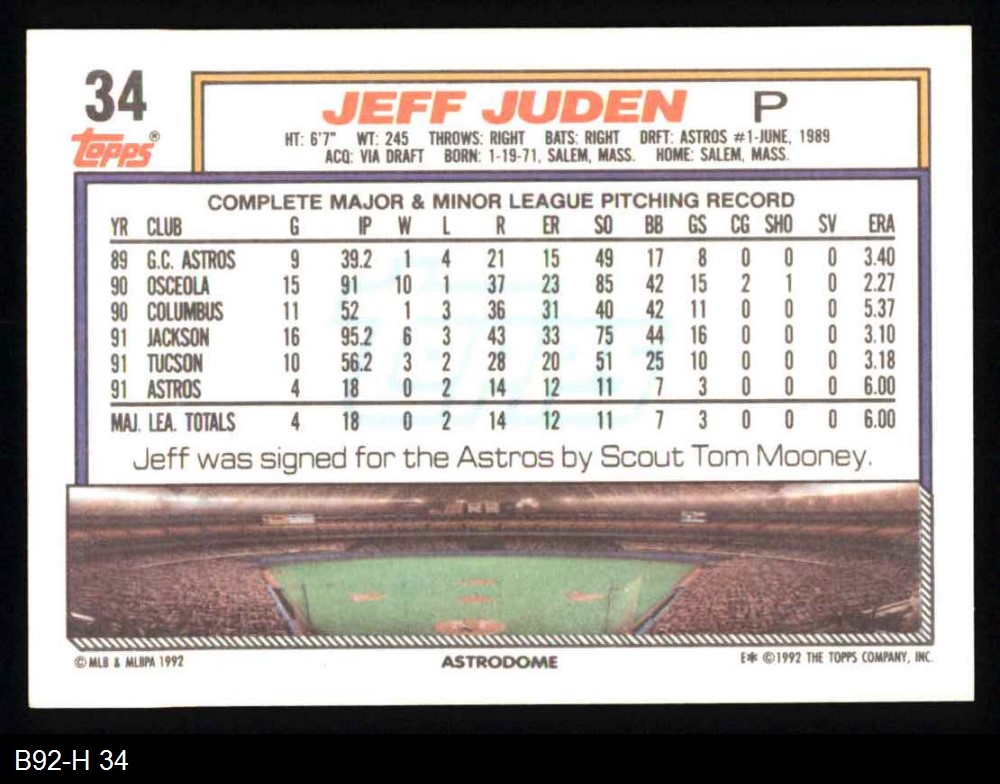 34
topps®
JEFF JUDEN P
HT: 6'7" WT: 245 THROWS: RIGHT BATS: RIGHT DRFT: ASTROS #1-JUNE, 1989
ACQ: VIA DRAFT BORN: 1-19-71, SALEM, MASS. HOME: SALEM, MASS.
COMPLETE MAJOR & MINOR LEAGUE PITCHING RECORD
YR CLUB G IP W L R ER SO BB GS CG SHO SV ERA
89 G.C. ASTROS 9 39.2 1 4 21 15 49 17 8 0 0 0 3.40
90 OSCEOLA 15 91 10 1 37 23 85 42 15 2 1 0 2.27
90 COLUMBUS 11 52 1 3 36 31 40 42 11 0 0 0 5.37
91 JACKSON 16 95.2 6 3 43 33 75 44 16 0 0 0 3.10
91 TUCSON 10 56.2 3 2 28 20 51 25 10 0 0 0 3.18
91 ASTROS 4 18 0 2 14 12 11 7 3 0 0 0 6.00
MAJ. LEA. TOTALS 4 18 0 2 14 12 11 7 3 0 0 0 6.00
Jeff was signed for the Astros by Scout Tom Mooney.
© MLB & MLBPA 1992 ASTRODOME E* ©1992 THE TOPPS COMPANY, INC.
B92-H 34